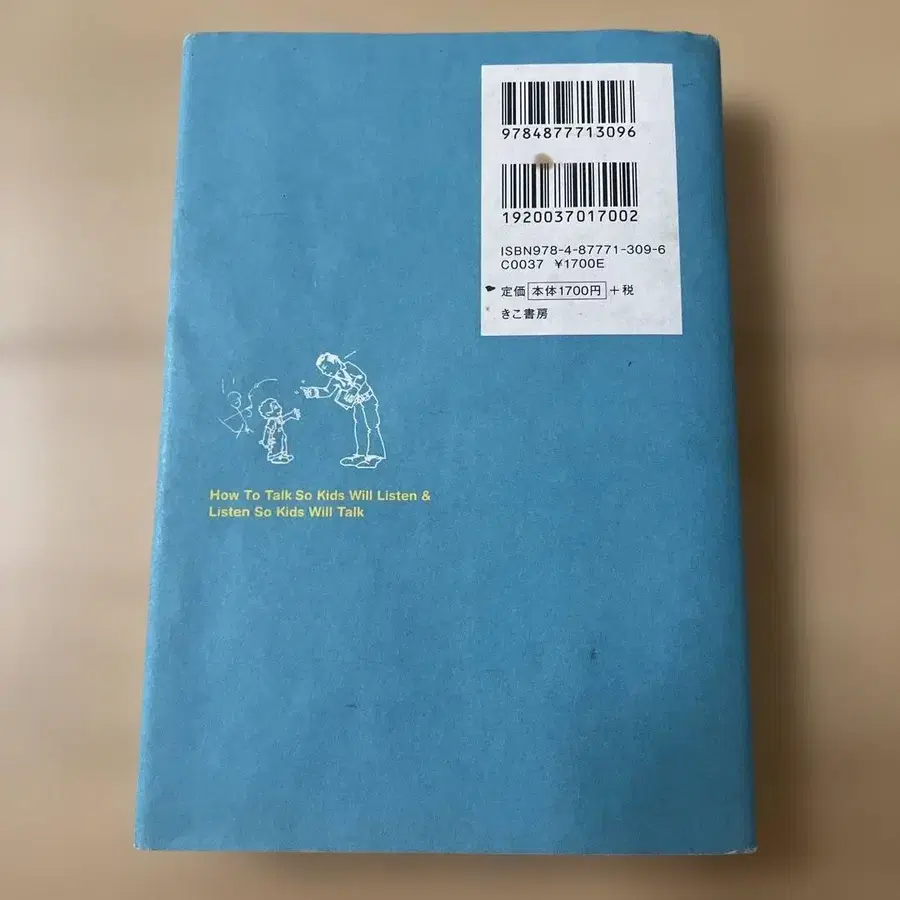 9784877713096
1920037017002
ISBN978-4-87771-309-6
C0037 ¥1700E
定価 本体1700円 +税
きこ書房
How To Talk So Kids Will Listen &
Listen So Kids Will Talk